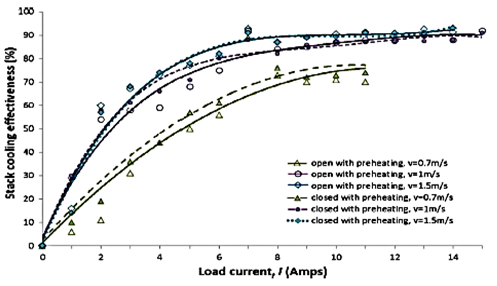 Stack cooling effectiveness (%)
100
90
80
70
60
50
40
30
20
10
0
0 2 4 6 8 10 12 14
Load current, I (Amps)
open with preheating, v=0.7m/s
open with preheating, v=1m/s
open with preheating, v=1.5m/s
closed with preheating, v=0.7m/s
closed with preheating, v=1m/s
closed with preheating, v=1.5m/s